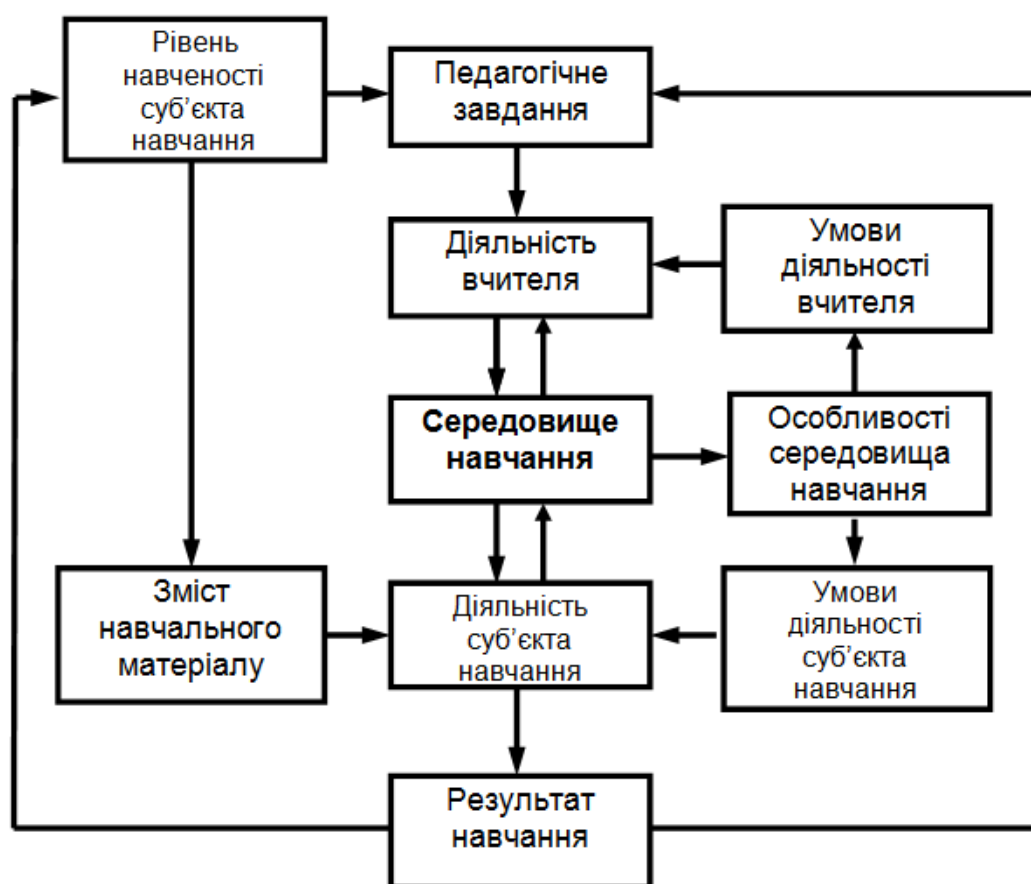 Рівень
навченості
суб’єкта
навчання
Педагогічне
завдання
Діяльність
вчителя
Умови
діяльності
вчителя
Середовище
навчання
Особливості
середовища
навчання
Зміст
навчального
матеріалу
Діяльність
суб’єкта
навчання
Умови
діяльності
суб’єкта
навчання
Результат
навчання